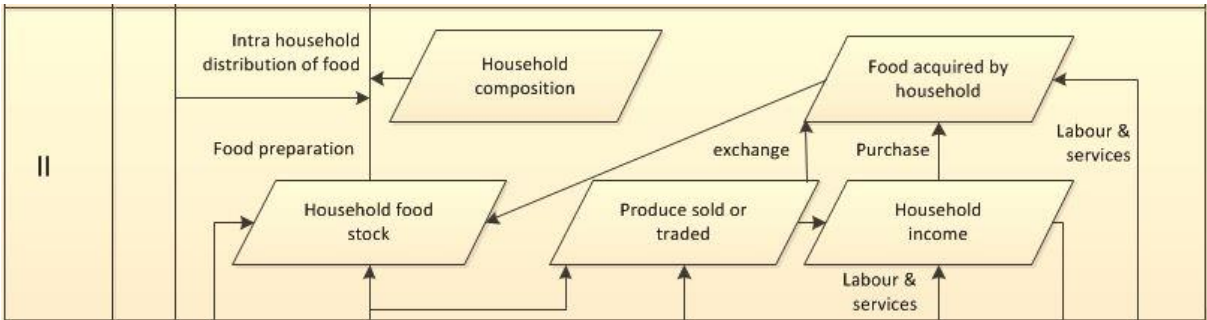 Intra household
distribution of food
Household
composition
Food acquired by
household
Labour &
services
II
Food preparation
exchange
Purchase
Household food
stock
Produce sold or
traded
Household
income
Labour &
services